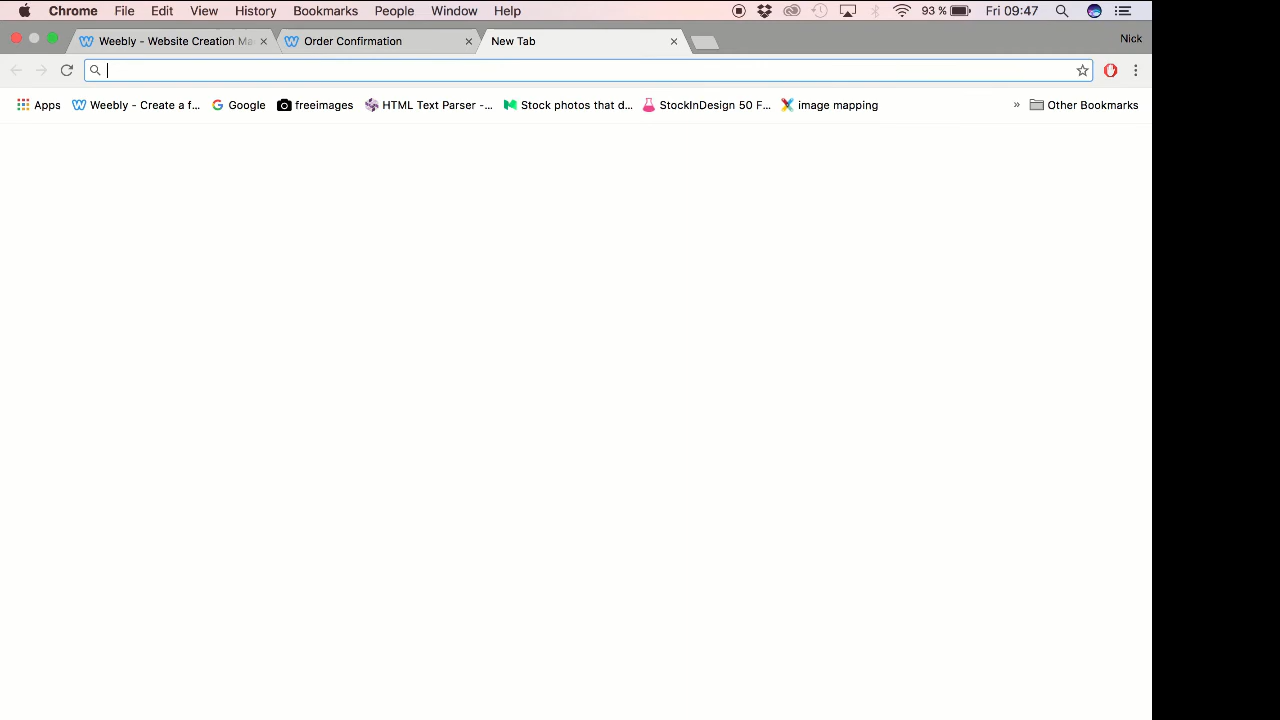 Chrome File Edit View History Bookmarks People Window Help 93 % Fri 09:47
Weebly - Website Creation Ma Order Confirmation New Tab Nick
Apps Weebly - Create a f... Google freeimages HTML Text Parser -... Stock photos that d... StockInDesign 50 F... image mapping » Other Bookmarks